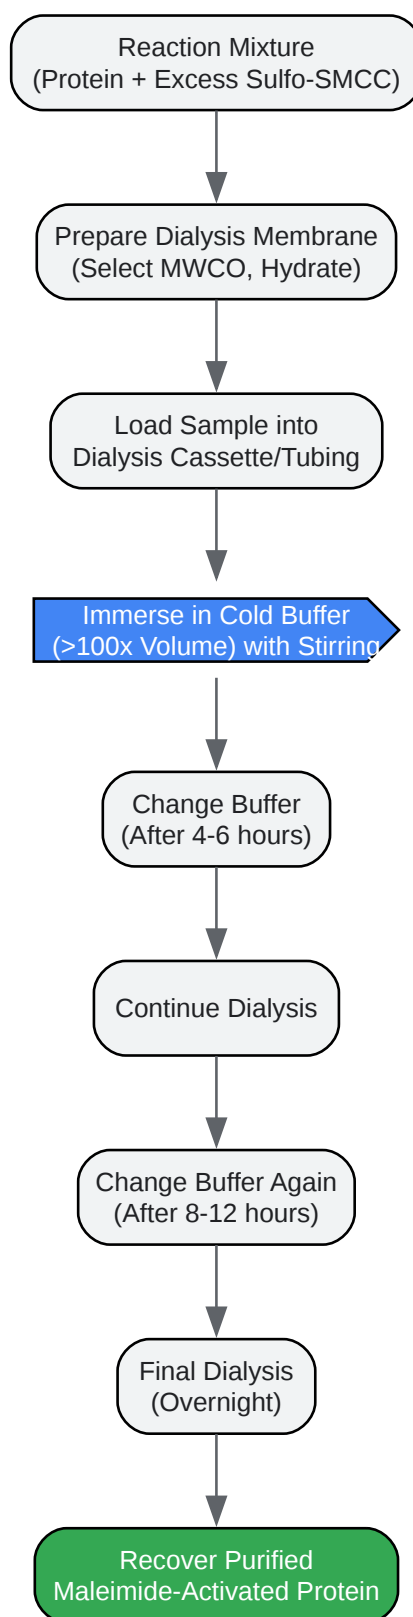 Reaction Mixture
(Protein + Excess Sulfo-SMCC)
Prepare Dialysis Membrane
(Select MWCO, Hydrate)
Load Sample into
Dialysis Cassette/Tubing
Immerse in Cold Buffer
(>100x Volume) with Stirring
Change Buffer
(After 4-6 hours)
Continue Dialysis
Change Buffer Again
(After 8-12 hours)
Final Dialysis
(Overnight)
Recover Purified
Maleimide-Activated Protein